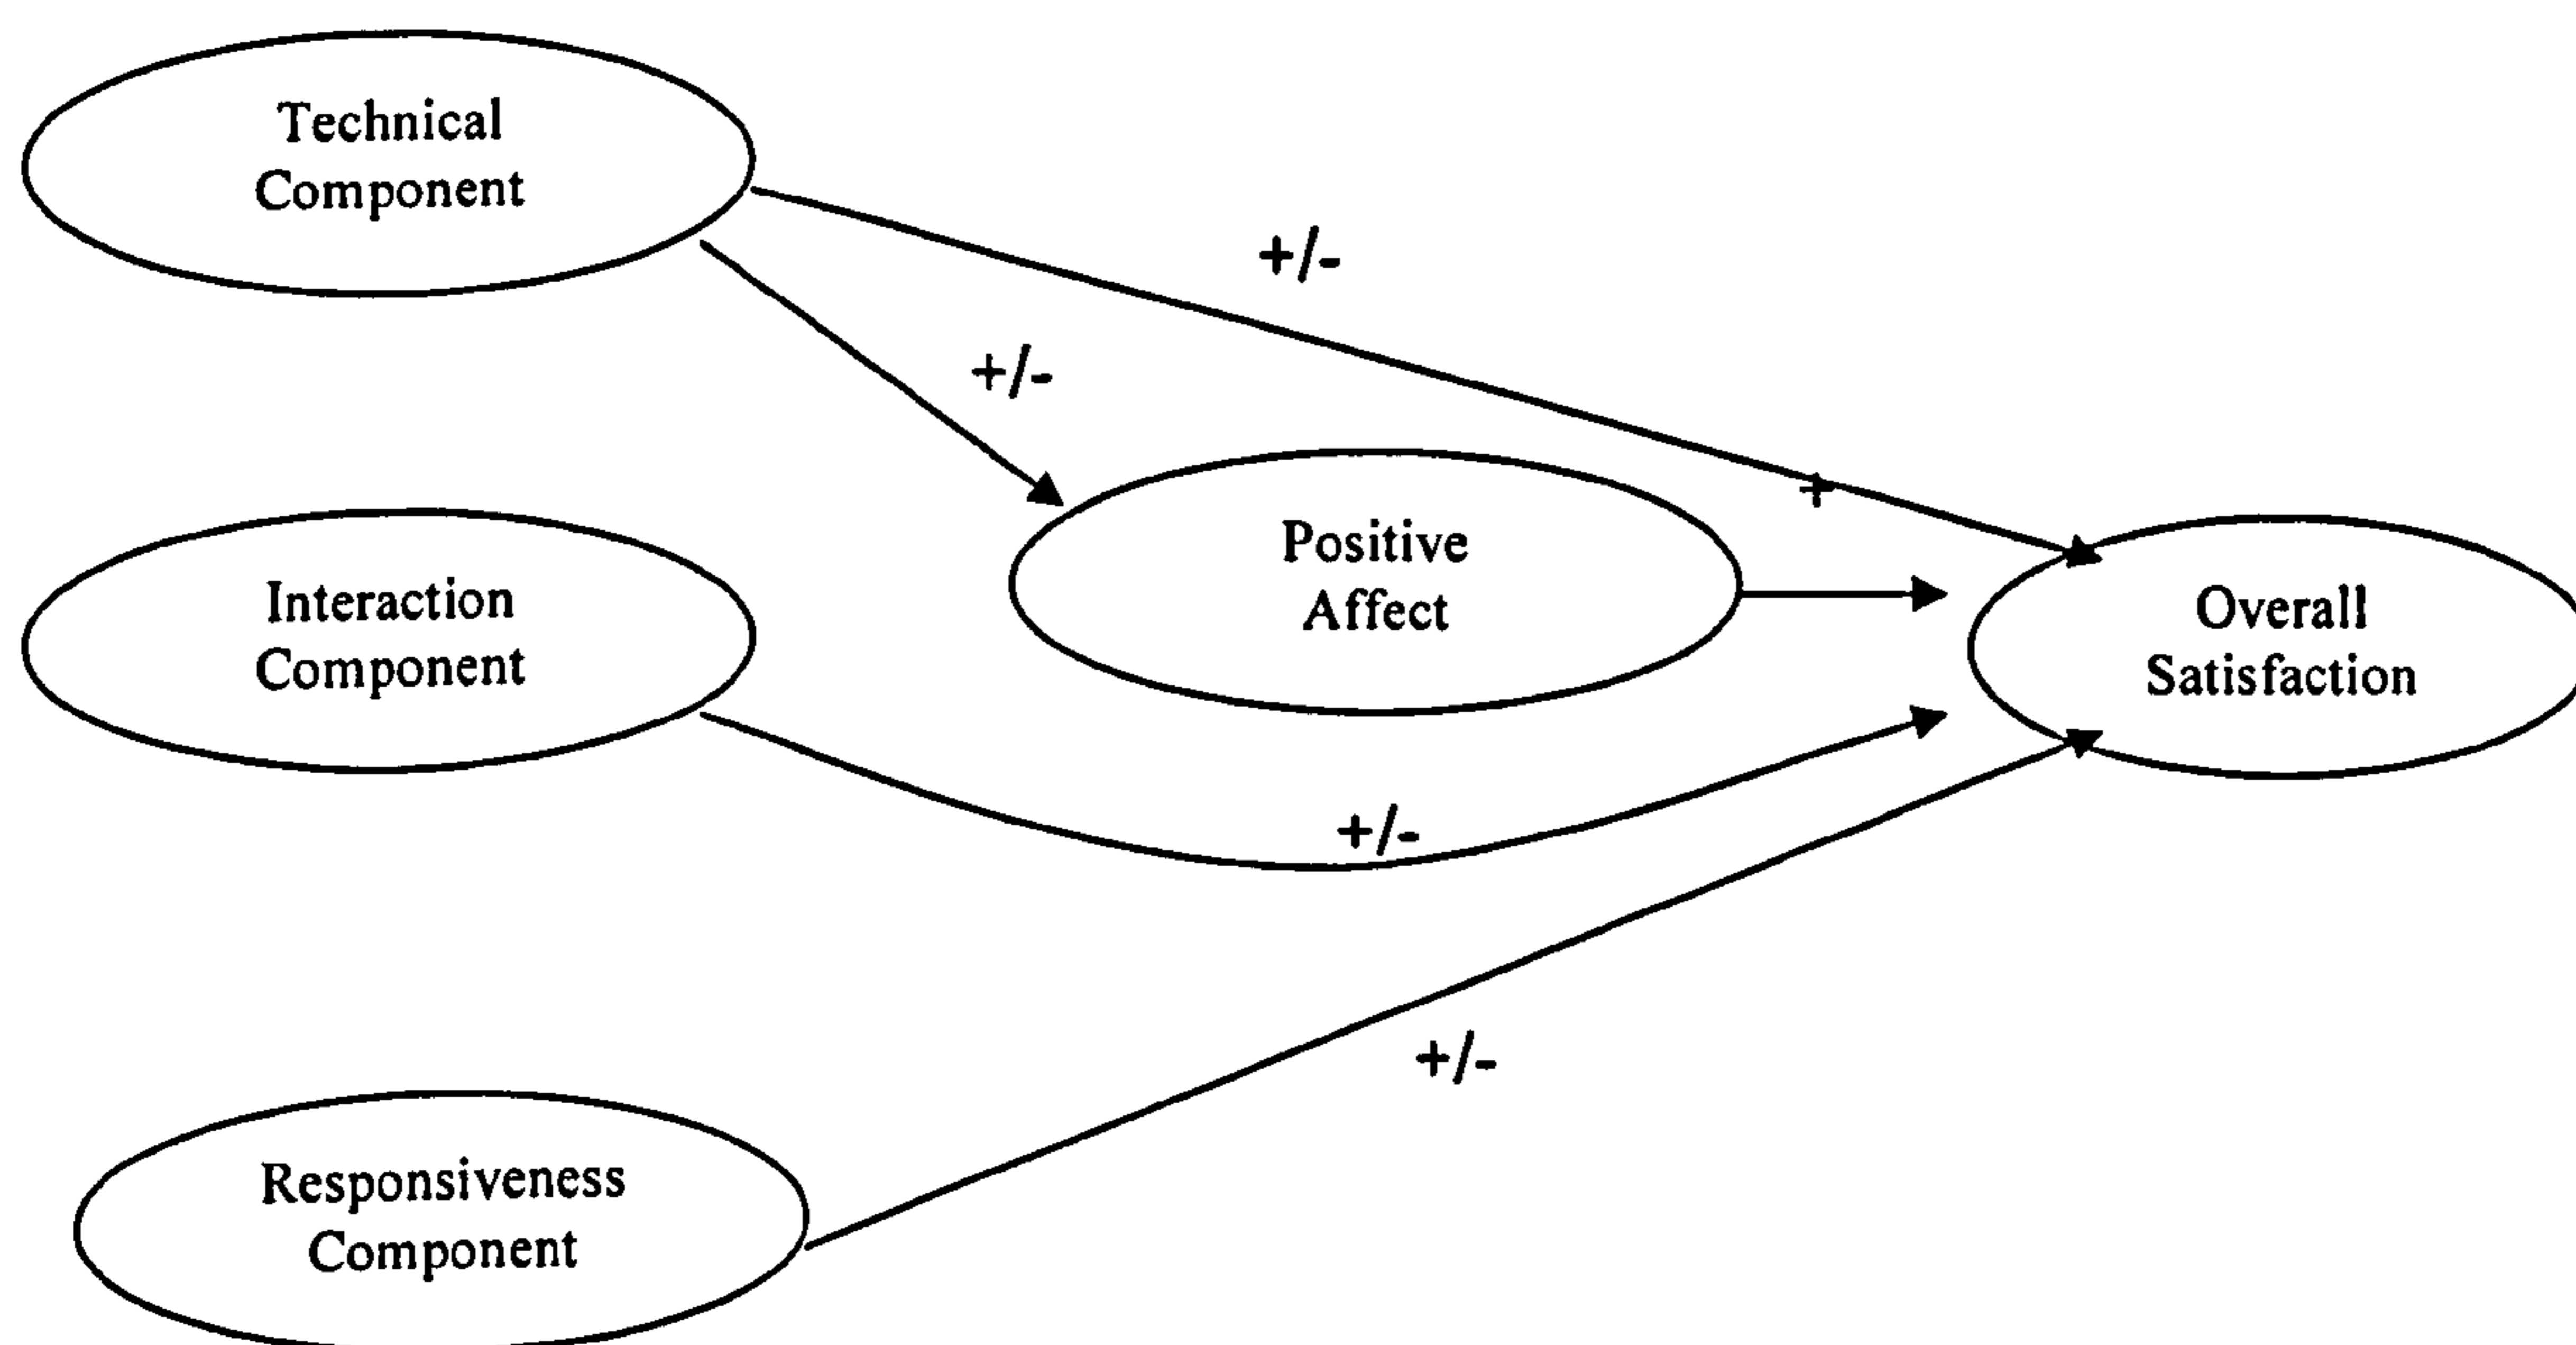 Technical
Component
+/-
+/-
+
Positive
Affect
Interaction
Component
Overall
Satisfaction
+/-
+/-
Responsiveness
Component